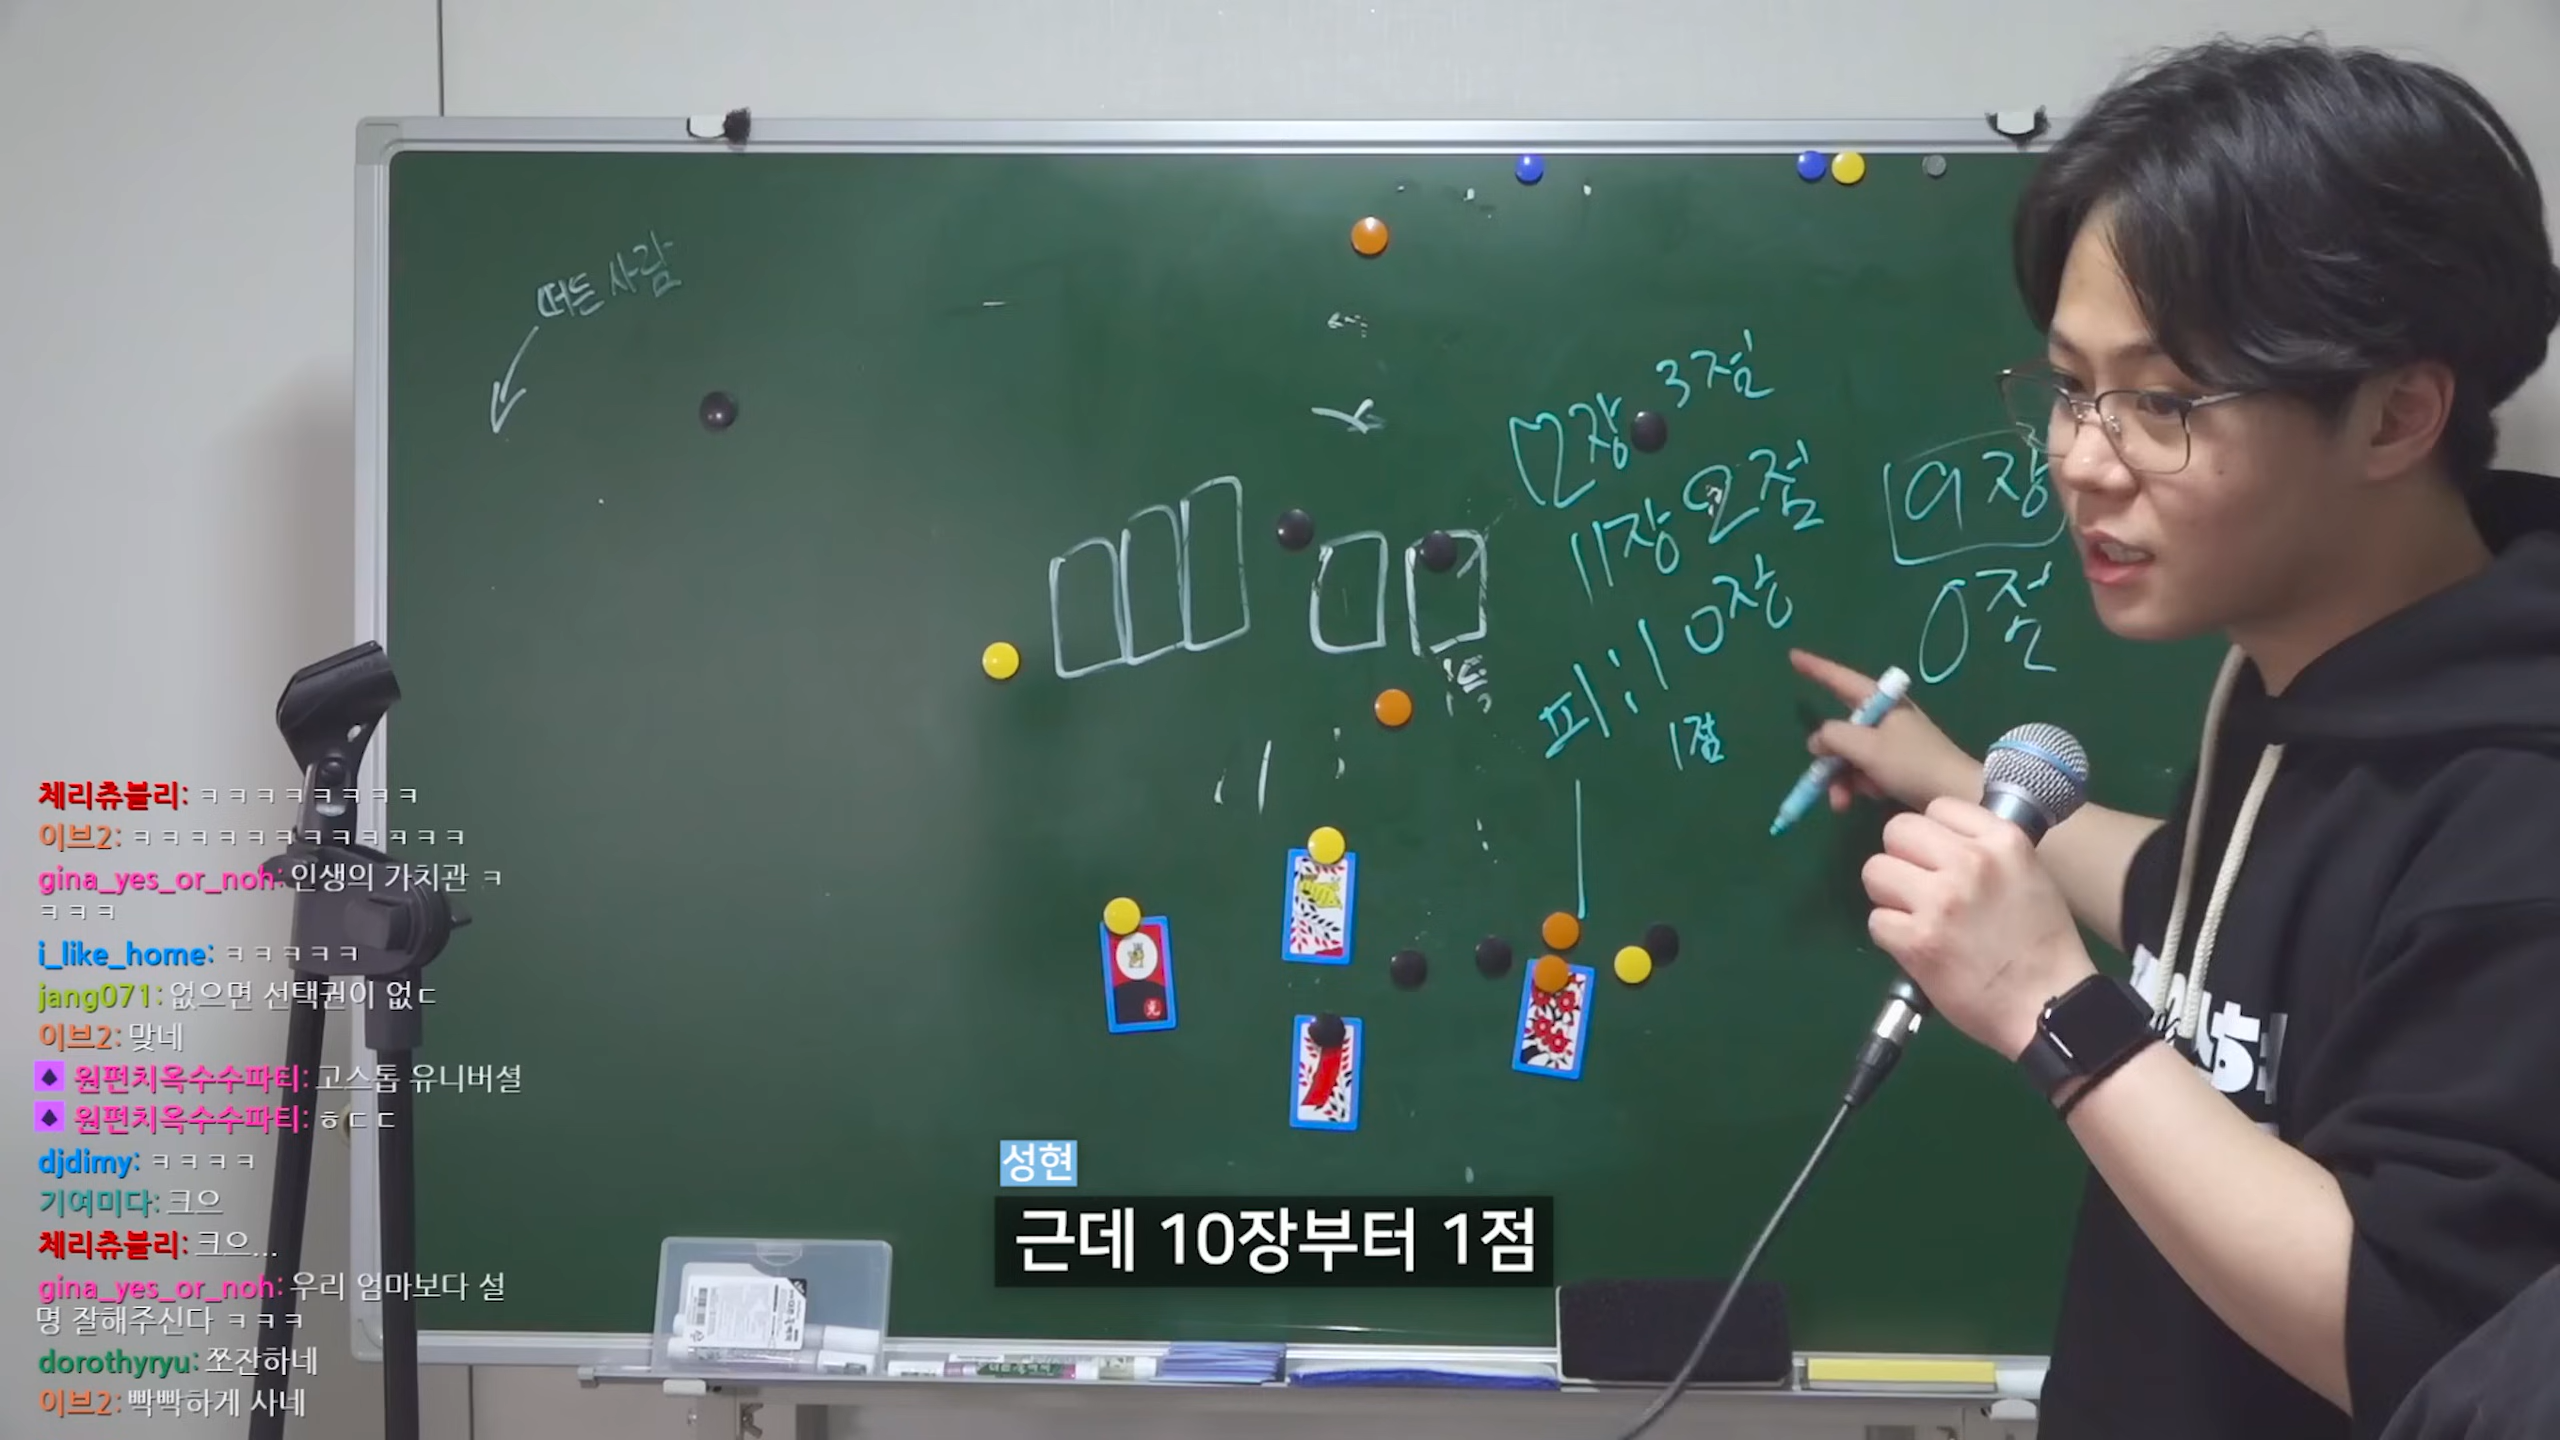 떠든 사람
12장 3점
11장 2점
피: 10장
1점
9장
0점
체리츄블리: ㅋㅋㅋㅋㅋㅋㅋㅋ
이브2: ㅋㅋㅋㅋㅋㅋㅋㅋㅋㅋㅋㅋ
gina_yes_or_noh: 인생의 가치관 ㅋ
ㅋㅋㅋ
i_like_home: ㅋㅋㅋㅋㅋ
jang071: 없으면 선택권이 없ㄷ
이브2: 맞네
원펀치옥수수파티: 고스톱 유니버셜
원펀치옥수수파티: ㅎㄷㄷ
djdimy: ㅋㅋㅋㅋ
기여미다: 크으
체리츄블리: 크으...
gina_yes_or_noh: 우리 엄마보다 설
명 잘해주신다 ㅋㅋㅋ
dorothyryu: 쪼잔하네
이브2: 빡빡하게 사네
성현
근데 10장부터 1점